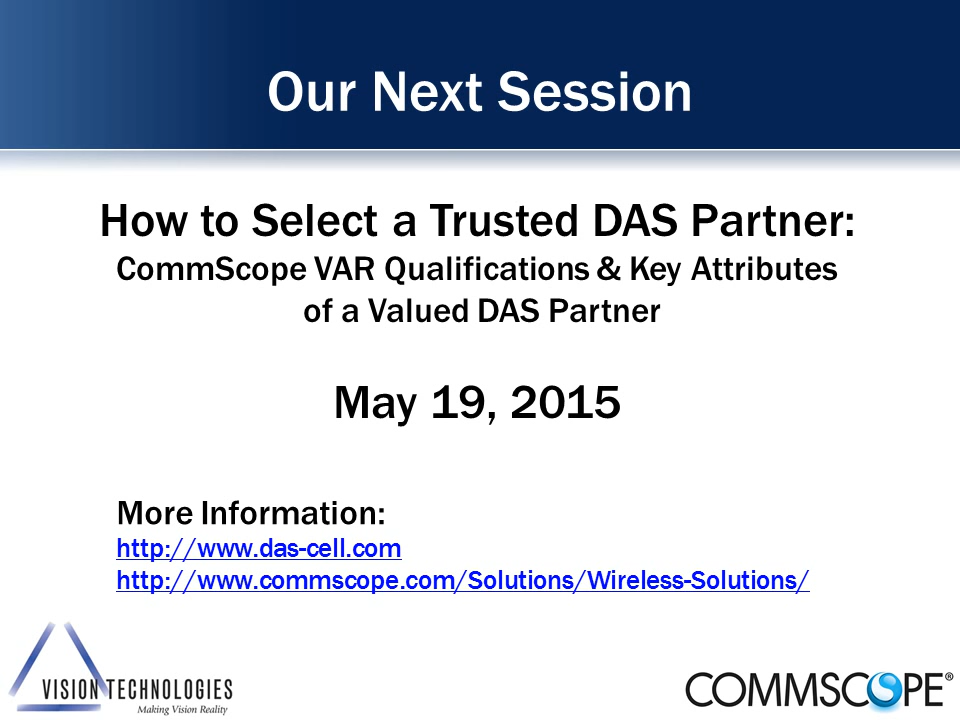 Our Next Session
How to Select a Trusted DAS Partner:
CommScope VAR Qualifications & Key Attributes
of a Valued DAS Partner
May 19, 2015
More Information:
http://www.das-cell.com
http://www.commscope.com/Solutions/Wireless-Solutions/
VISION TECHNOLOGIES
Making Vision Reality
COMMSCOPE®